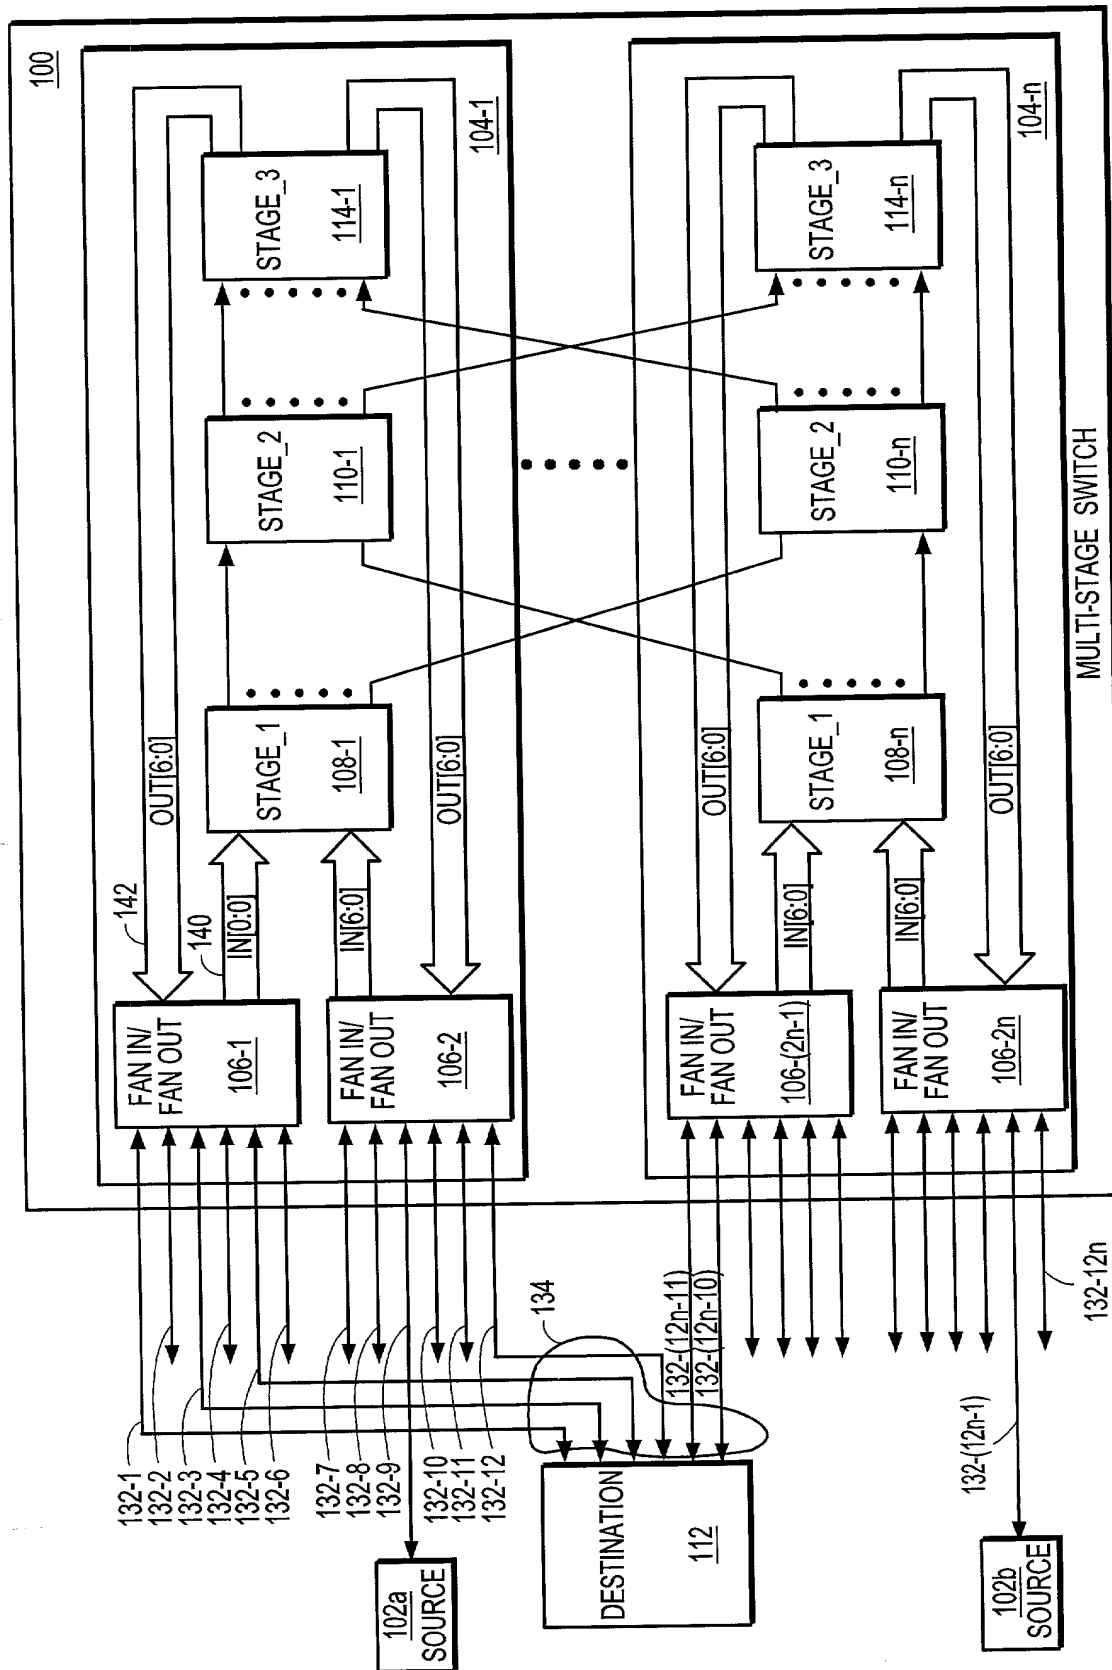 100
104-1
STAGE_3
114-1
STAGE_2
110-1
STAGE_1
108-1
OUT[6:0]
OUT[6:0]
142
140
IN[0:0]
IN[6:0]
FAN IN/
FAN OUT
106-1
FAN IN/
FAN OUT
106-2
104-n
STAGE_3
114-n
STAGE_2
110-n
STAGE_1
108-n
OUT[6:0]
OUT[6:0]
IN[6:0]
IN[6:0]
FAN IN/
FAN OUT
106-(2n-1)
FAN IN/
FAN OUT
106-2n
MULTI-STAGE SWITCH
132-1
132-2
132-3
132-4
132-5
132-6
132-7
132-8
132-9
132-10
132-11
132-12
134
132-(12n-11)
132-(12n-10)
132-12n
132-(12n-1)
102a
SOURCE
DESTINATION
112
102b
SOURCE